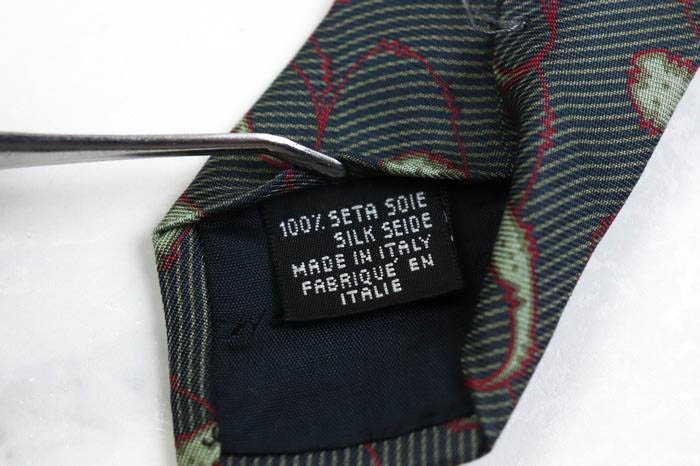 100% SETA SOIE
SILK SEIDE
MADE IN ITALY
FABRIQUÉ EN
ITALIE